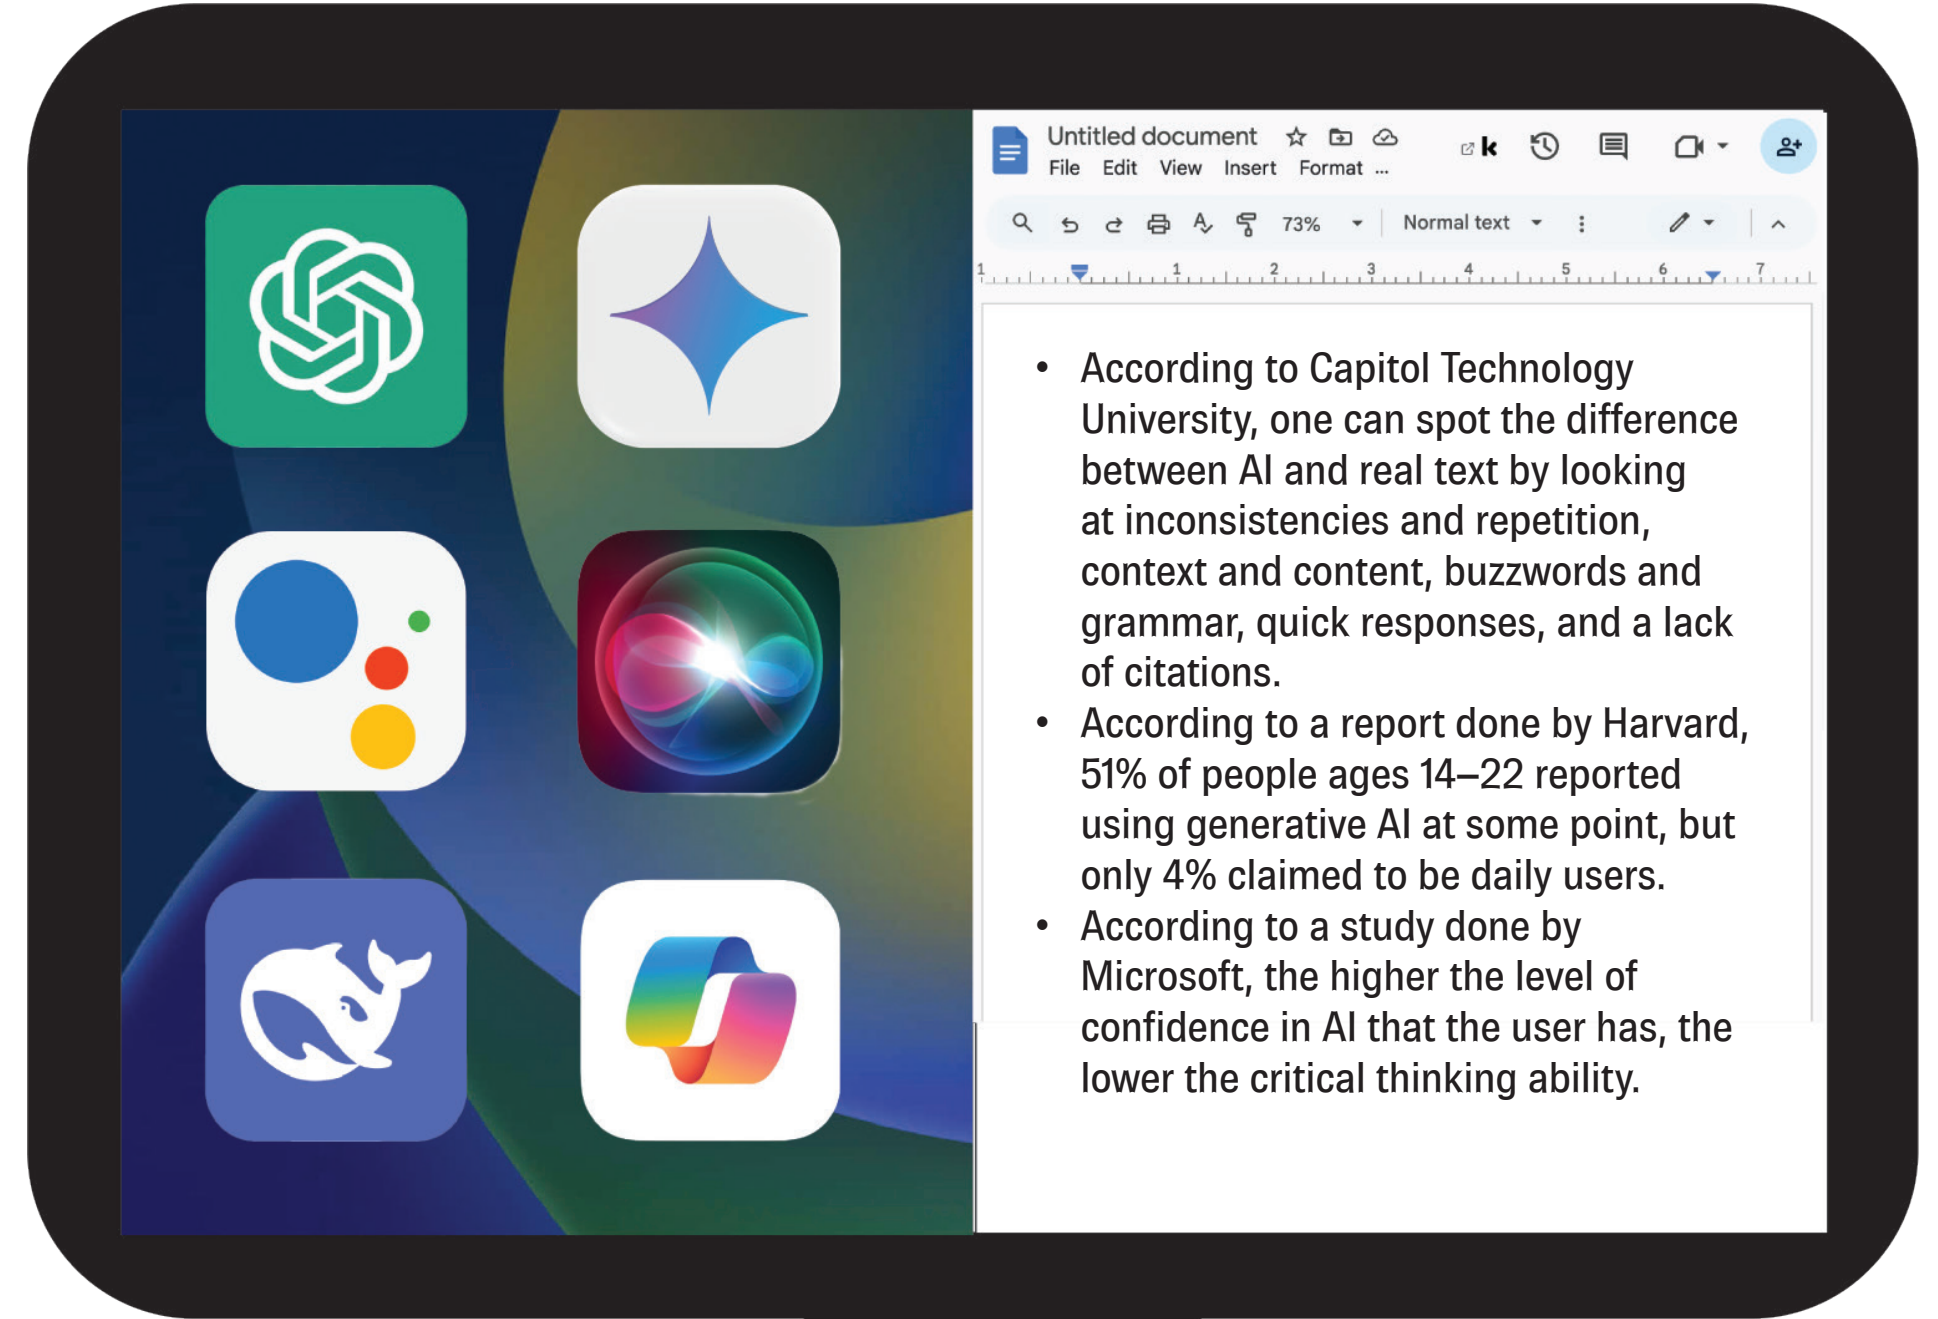 Untitled document
File Edit View Insert Format ...
k
73% Normal text
1 1 2 3 4 5 6 7
• According to Capitol Technology
University, one can spot the difference
between AI and real text by looking
at inconsistencies and repetition,
context and content, buzzwords and
grammar, quick responses, and a lack
of citations.
• According to a report done by Harvard,
51% of people ages 14–22 reported
using generative AI at some point, but
only 4% claimed to be daily users.
• According to a study done by
Microsoft, the higher the level of
confidence in AI that the user has, the
lower the critical thinking ability.